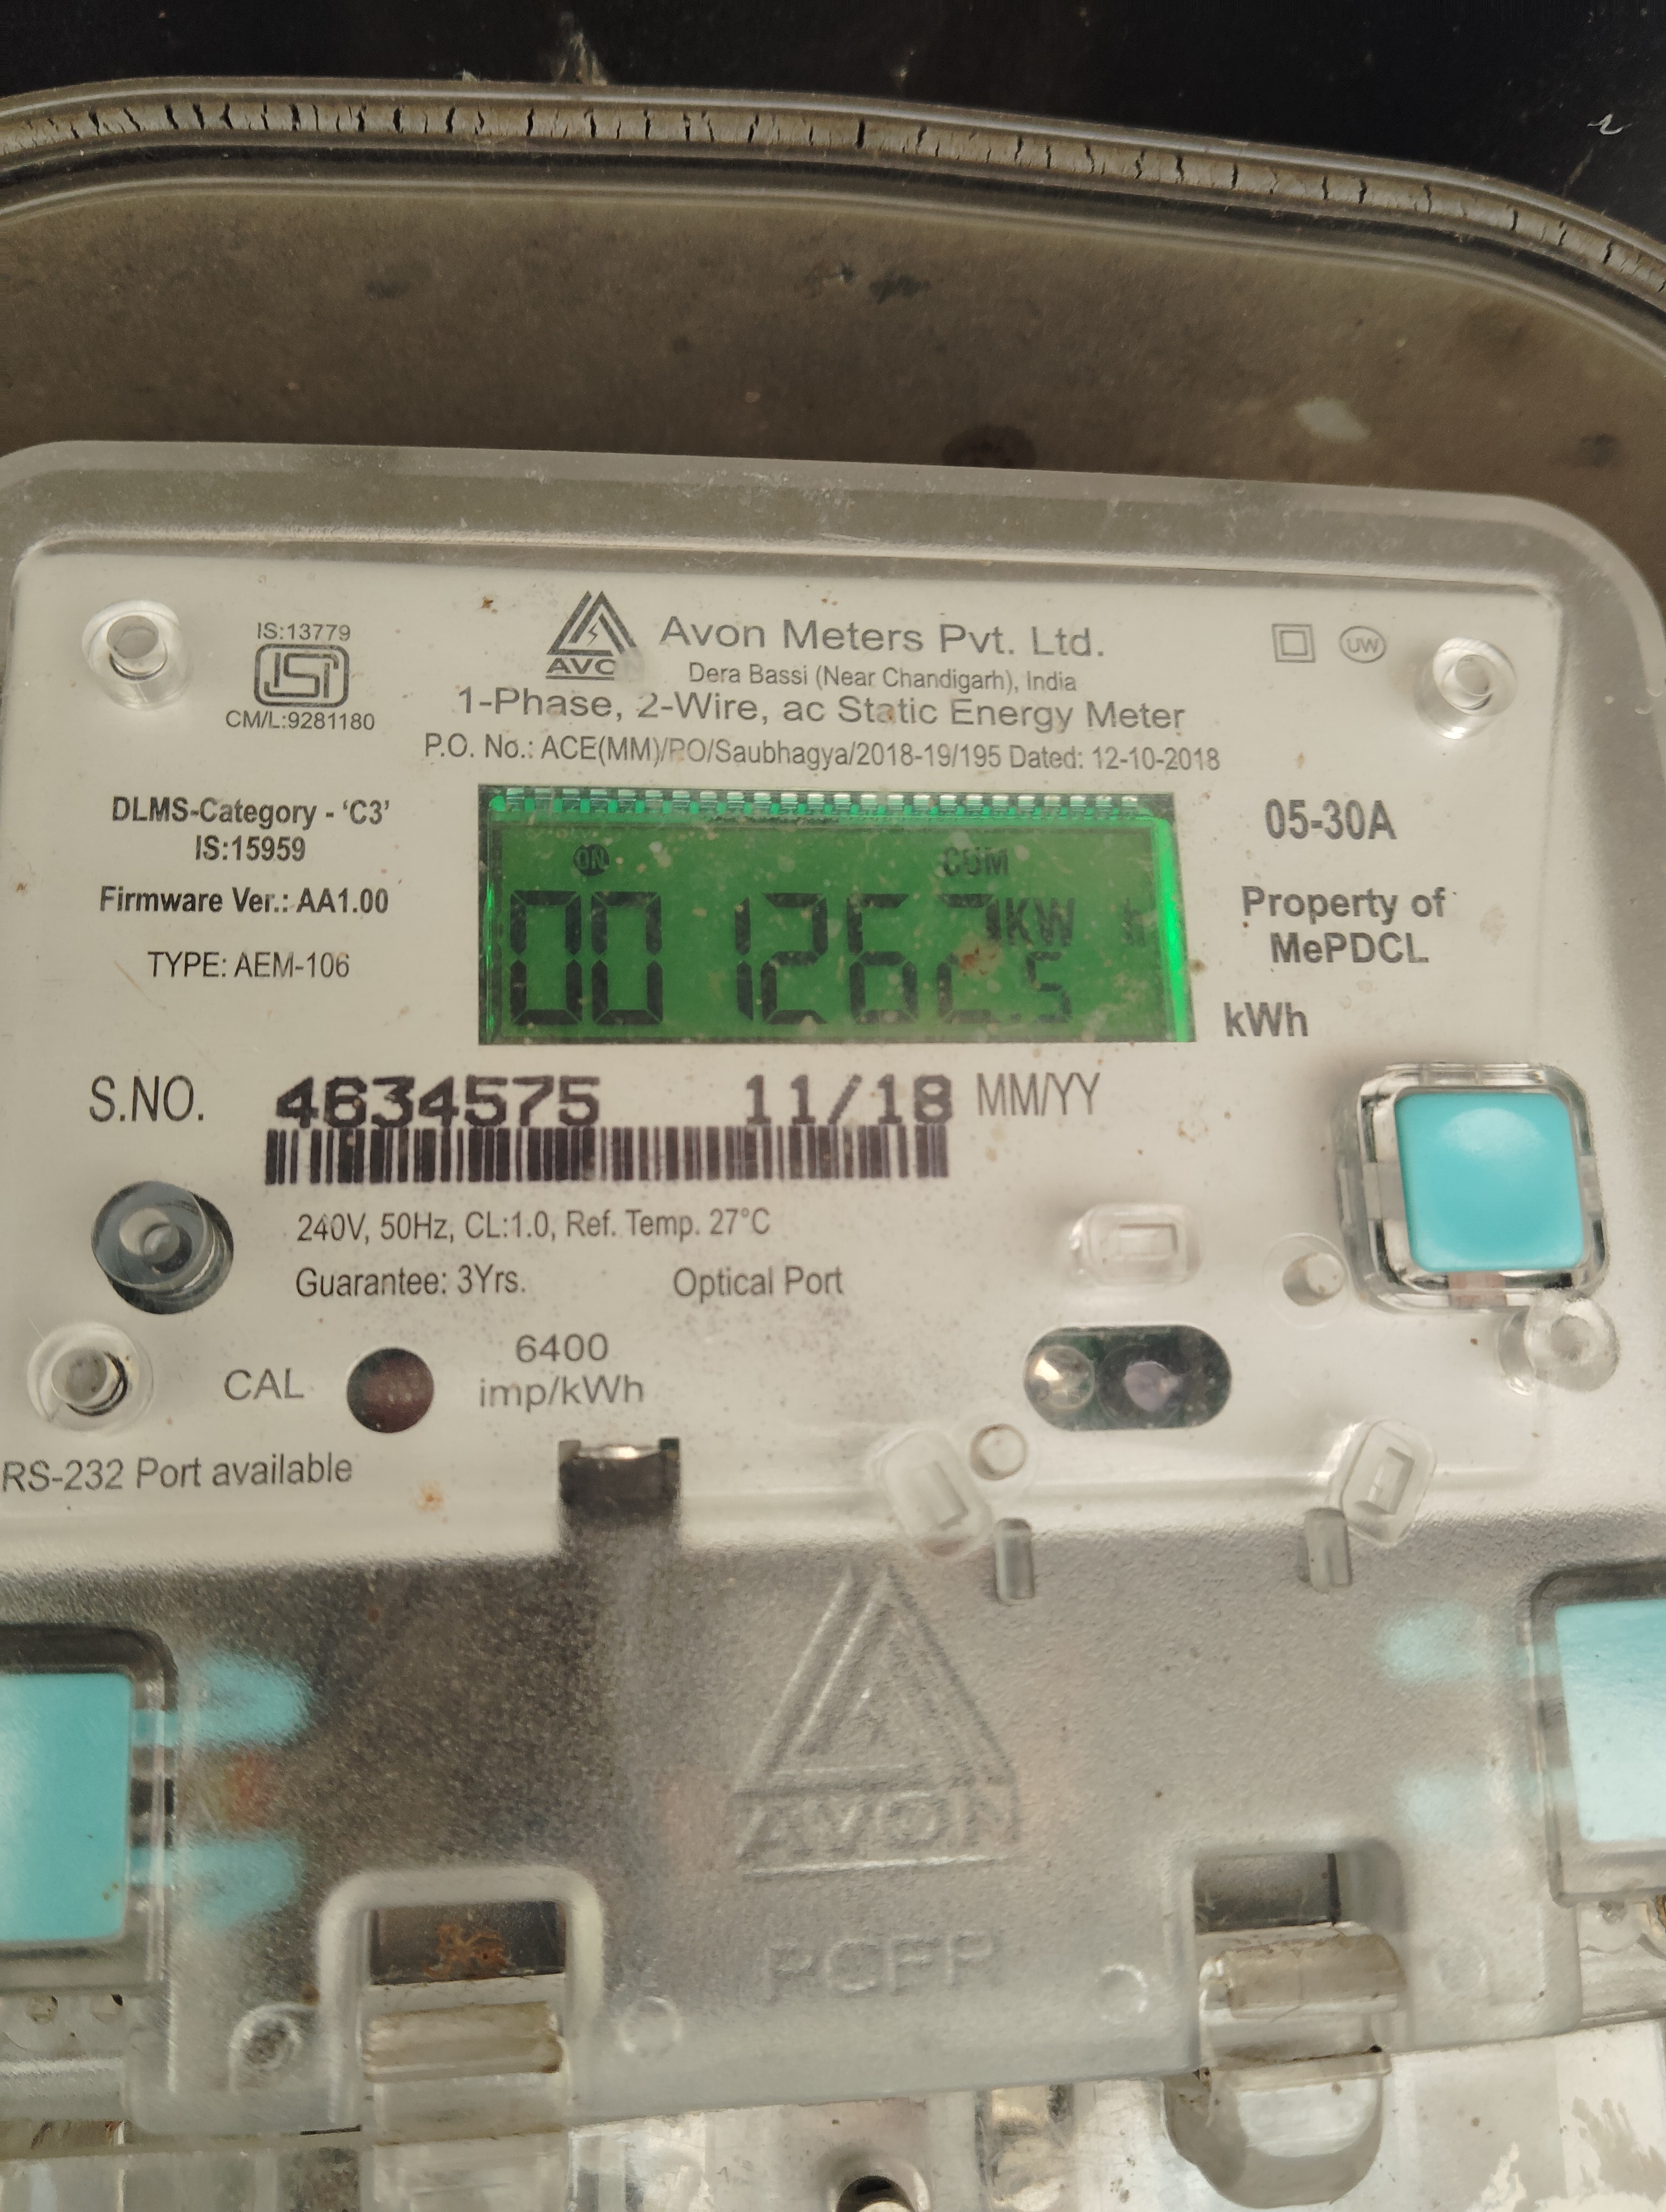 IS:13779
ISI
CM/L:9281180
AVO
Avon Meters Pvt. Ltd.
Dera Bassi (Near Chandigarh), India
UW
1-Phase, 2-Wire, ac Static Energy Meter
P.O. No.: ACE(MM)/PO/Saubhagya/2018-19/195 Dated: 12-10-2018
DLMS-Category - ‘C3’
IS:15959
Firmware Ver.: AA1.00
TYPE: AEM-106
ON
CUM
001262.5 KW h
05-30A
Property of
MePDCL
kWh
S.NO. 4634575 11/18 MM/YY
240V, 50Hz, CL:1.0, Ref. Temp. 27°C
Guarantee: 3Yrs.
Optical Port
CAL
6400
imp/kWh
RS-232 Port available
AVON
PCFP